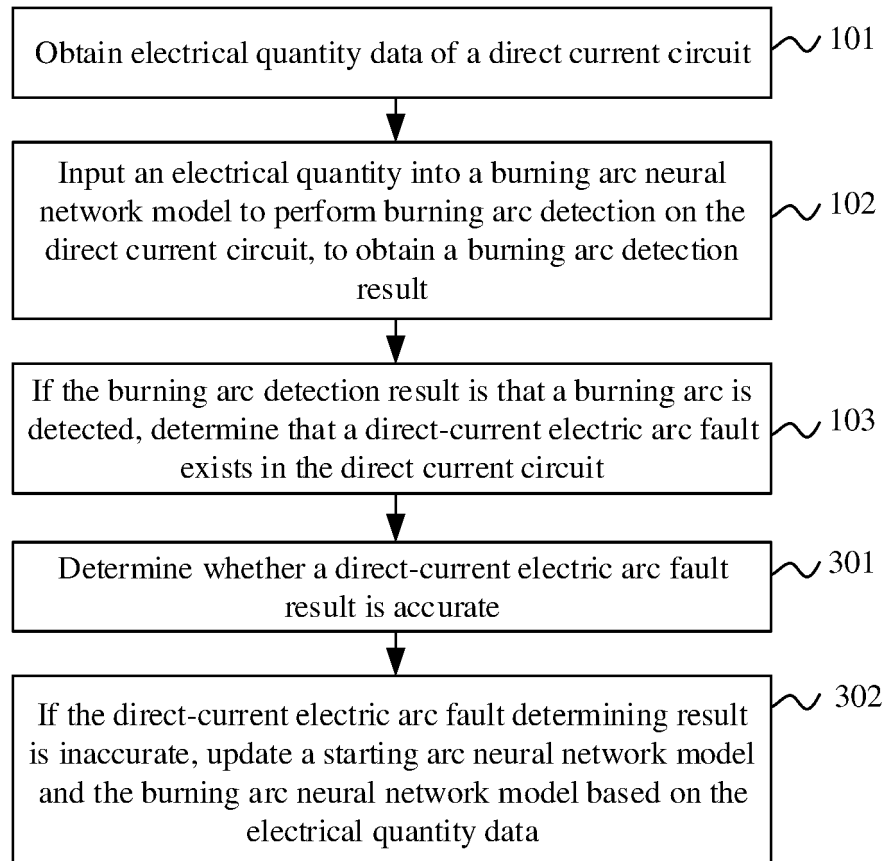 Obtain electrical quantity data of a direct current circuit
101
Input an electrical quantity into a burning arc neural
network model to perform burning arc detection on the
direct current circuit, to obtain a burning arc detection
result
102
If the burning arc detection result is that a burning arc is
detected, determine that a direct-current electric arc fault
exists in the direct current circuit
103
Determine whether a direct-current electric arc fault
result is accurate
301
If the direct-current electric arc fault determining result
is inaccurate, update a starting arc neural network model
and the burning arc neural network model based on the
electrical quantity data
302